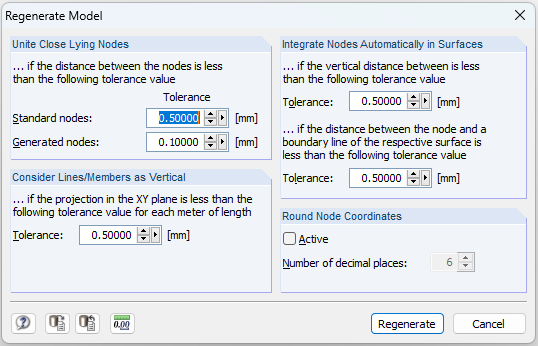 Regenerate Model
Unite Close Lying Nodes
... if the distance between the nodes is less
than the following tolerance value
Tolerance
Standard nodes: 0.50000 [mm]
Generated nodes: 0.10000 [mm]
Consider Lines/Members as Vertical
... if the projection in the XY plane is less than the
following tolerance value for each meter of length
Tolerance: 0.50000 [mm]
Integrate Nodes Automatically in Surfaces
... if the vertical distance between is less
than the following tolerance value
Tolerance: 0.50000 [mm]
... if the distance between the node and a
boundary line of the respective surface is
less than the following tolerance value
Tolerance: 0.50000 [mm]
Round Node Coordinates
Active
Number of decimal places: 6
0.00
Regenerate
Cancel